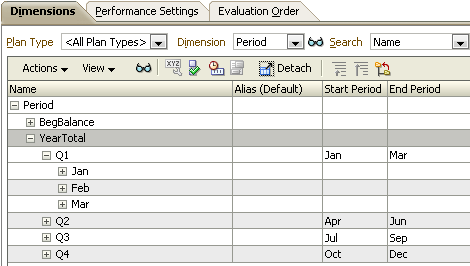 Dimensions Performance Settings Evaluation Order
Plan Type <All Plan Types> Dimension Period Search Name
Actions View XYZ Detach
Name Alias (Default) Start Period End Period
Period
BegBalance
YearTotal
Q1 Jan Mar
Jan
Feb
Mar
Q2 Apr Jun
Q3 Jul Sep
Q4 Oct Dec